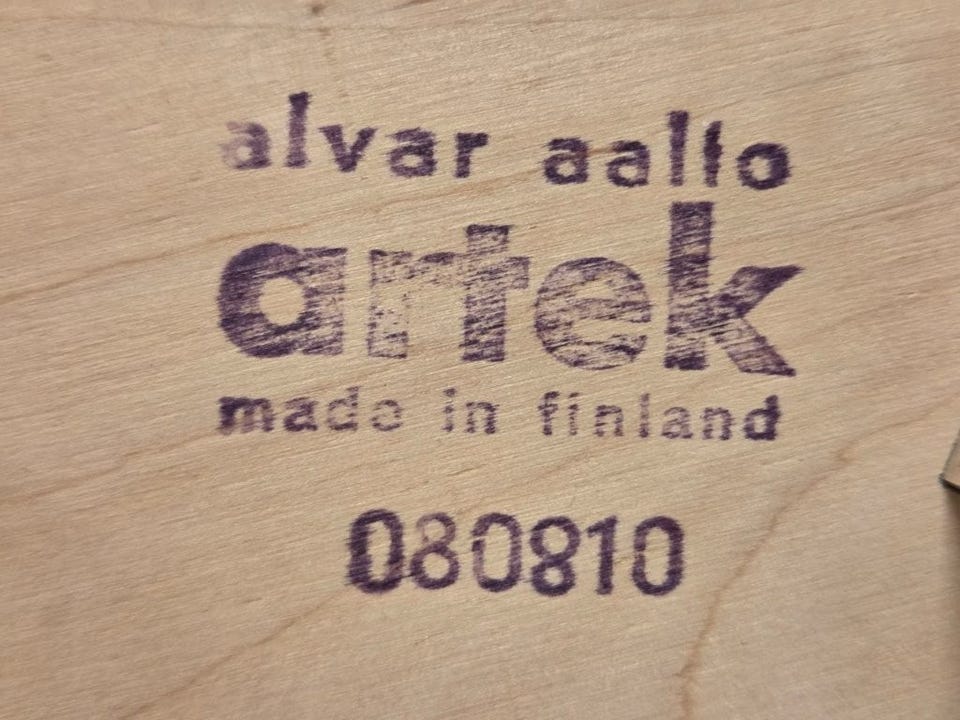 alvar aalto
artek
made in finland
080810